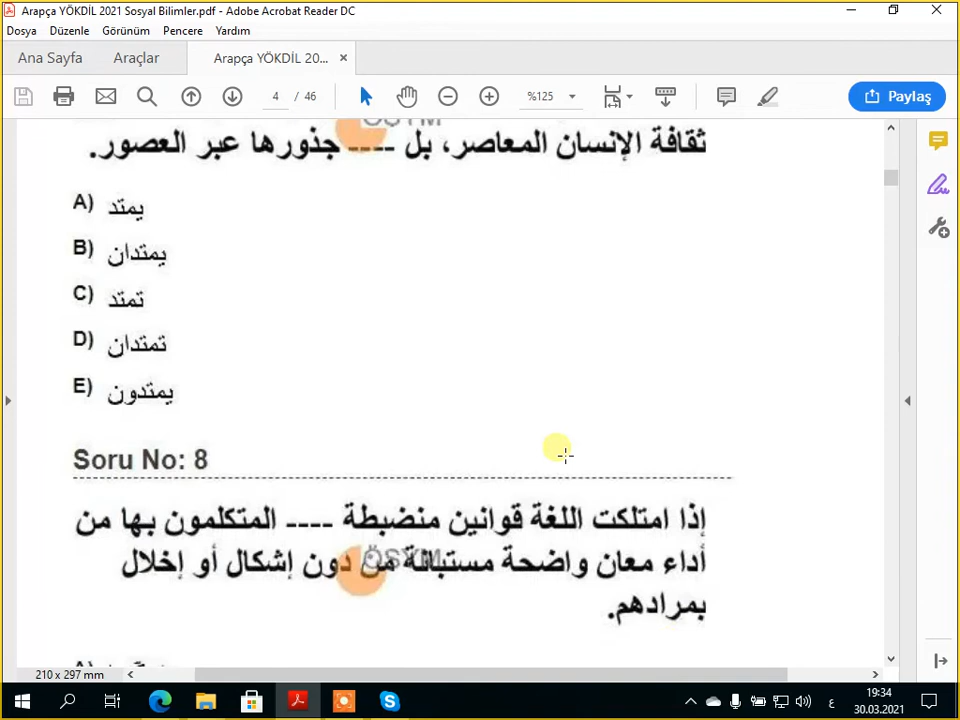 Arapça YÖKDİL 2021 Sosyal Bilimler.pdf - Adobe Acrobat Reader DC
Dosya Düzenle Görünüm Pencere Yardım
Ana Sayfa Araçlar Arapça YÖKDİL 20... ×
4 / 46 %125 Paylaş
ÖSYM
ثقافة الإنسان المعاصر، بل ---- جذورها عبر العصور.
A) يمتد
B) يمتدان
C) تمتد
D) تمتدان
E) يمتدون
Soru No: 8
إذا امتلكت اللغة قوانين منضبطة ---- المتكلمون بها من
أداء معان واضحة مستبانة من دون إشكال أو إخلال
ÖSYM
بمرادهم.
A)
210 x 297 mm
ع 19:34
30.03.2021